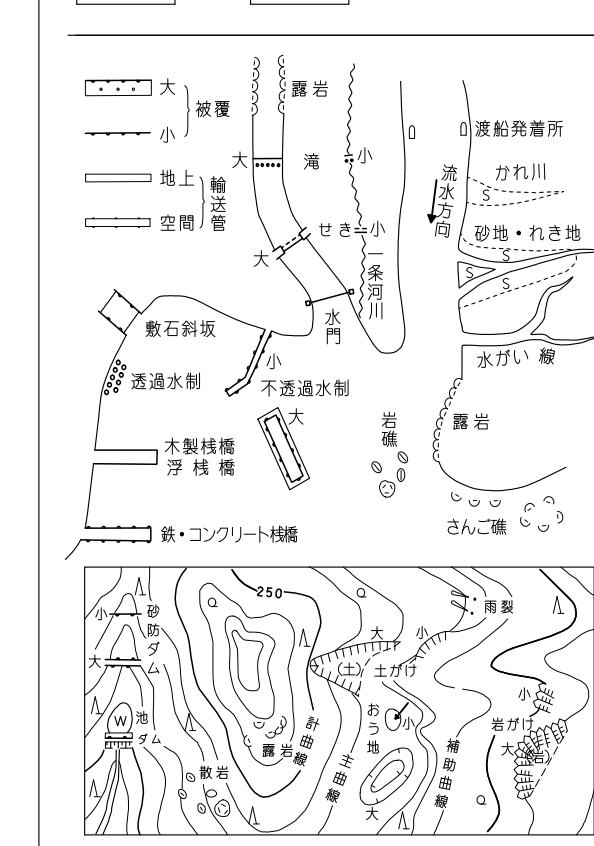 大
小
被覆
地上
空間
輸送管
露岩
大
滝
小
渡船発着所
流水方向
かれ川
S
砂地・れき地
S
S
S
せき
小
大
一条河川
水門
水がい線
敷石斜坂
小
不透過水制
大
透過水制
木製桟橋
浮桟橋
鉄・コンクリート桟橋
岩礁
露岩
さんご礁
250
小
砂防ダム
大
W
池
ダム
散岩
露岩
計曲線
主曲線
補助曲線
大
小
(土)
土がけ
雨裂
おう地
小
大
小
岩がけ
大
(岩)